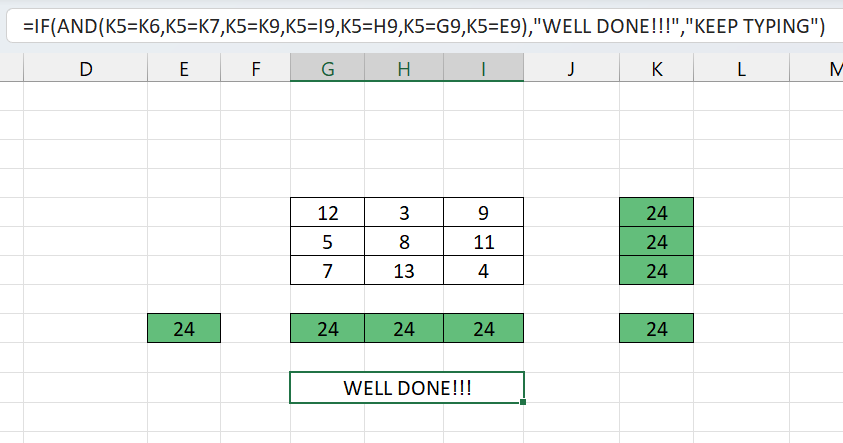 =IF(AND(K5=K6,K5=K7,K5=K9,K5=I9,K5=H9,K5=G9,K5=E9),"WELL DONE!!!","KEEP TYPING")
D E F G H I J K L M
12 3 9 24
5 8 11 24
7 13 4 24
24 24 24 24 24
WELL DONE!!!